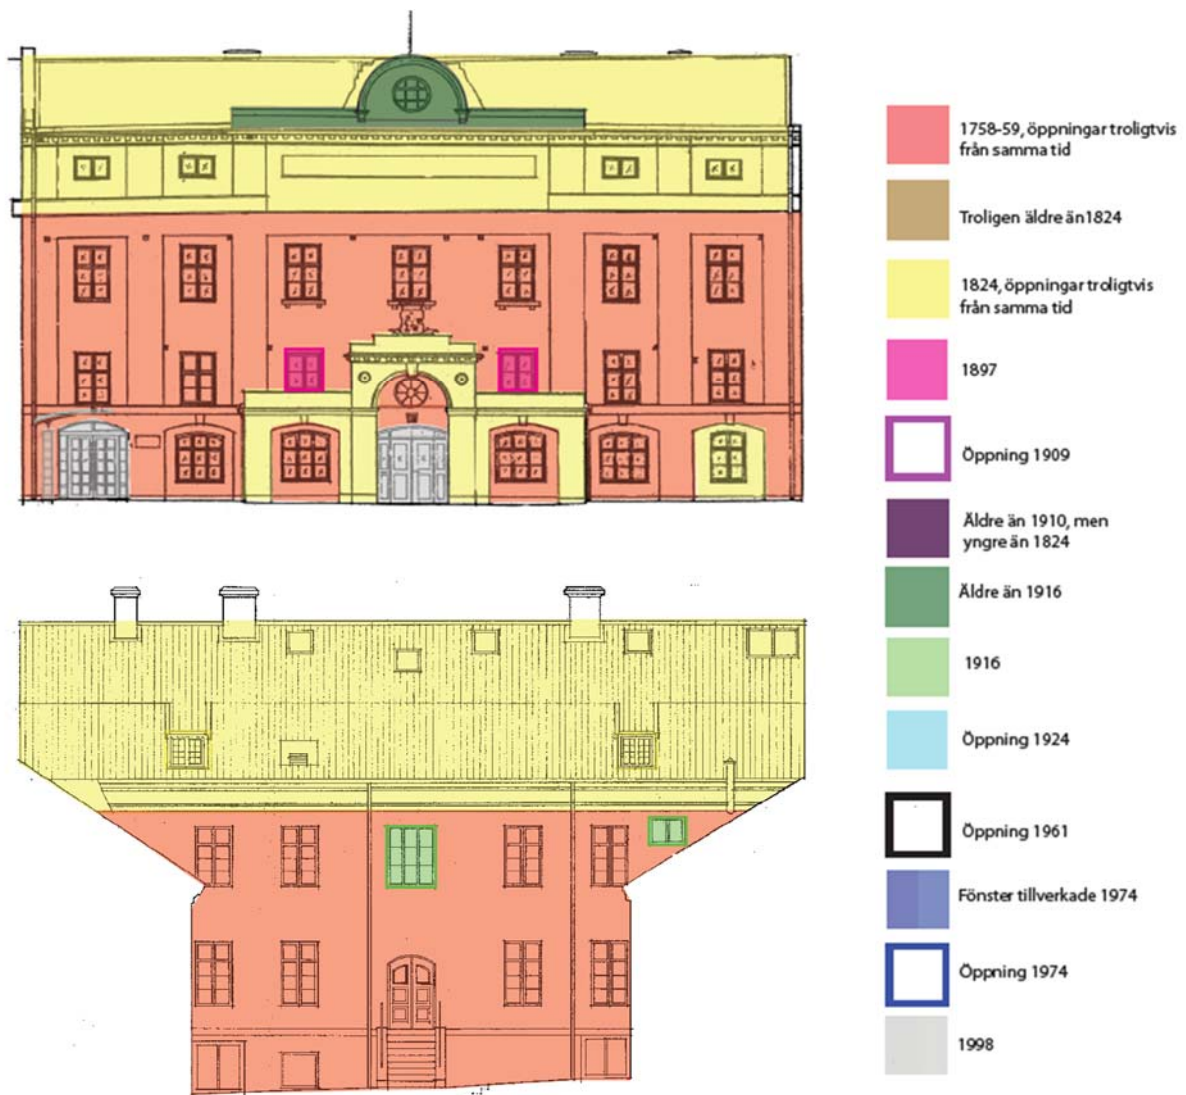 1758-59, öppningar troligtvis
från samma tid
Troligen äldre än1824
1824, öppningar troligtvis
från samma tid
1897
Öppning 1909
Äldre än 1910, men
yngre än 1824
Äldre än 1916
1916
Öppning 1924
Öppning 1961
Fönster tillverkade 1974
Öppning 1974
1998